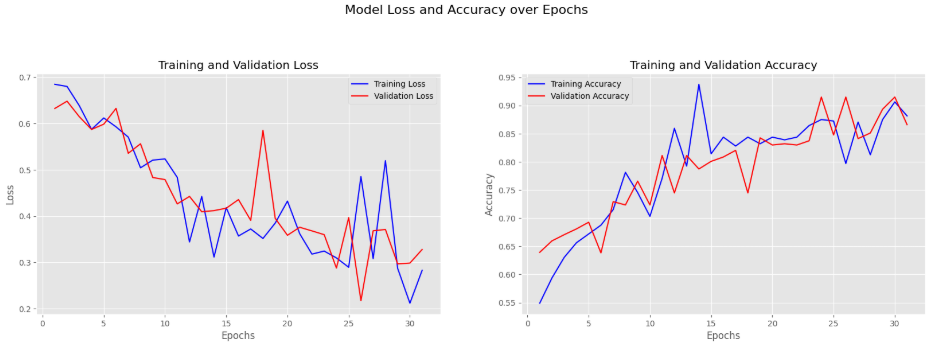 Model Loss and Accuracy over Epochs
Training and Validation Loss
Training Loss
Validation Loss
0.7
0.6
0.5
0.4
0.3
0.2
Loss
0 5 10 15 20 25 30
Epochs
Training and Validation Accuracy
Training Accuracy
Validation Accuracy
0.95
0.90
0.85
0.80
0.75
0.70
0.65
0.60
0.55
Accuracy
0 5 10 15 20 25 30
Epochs